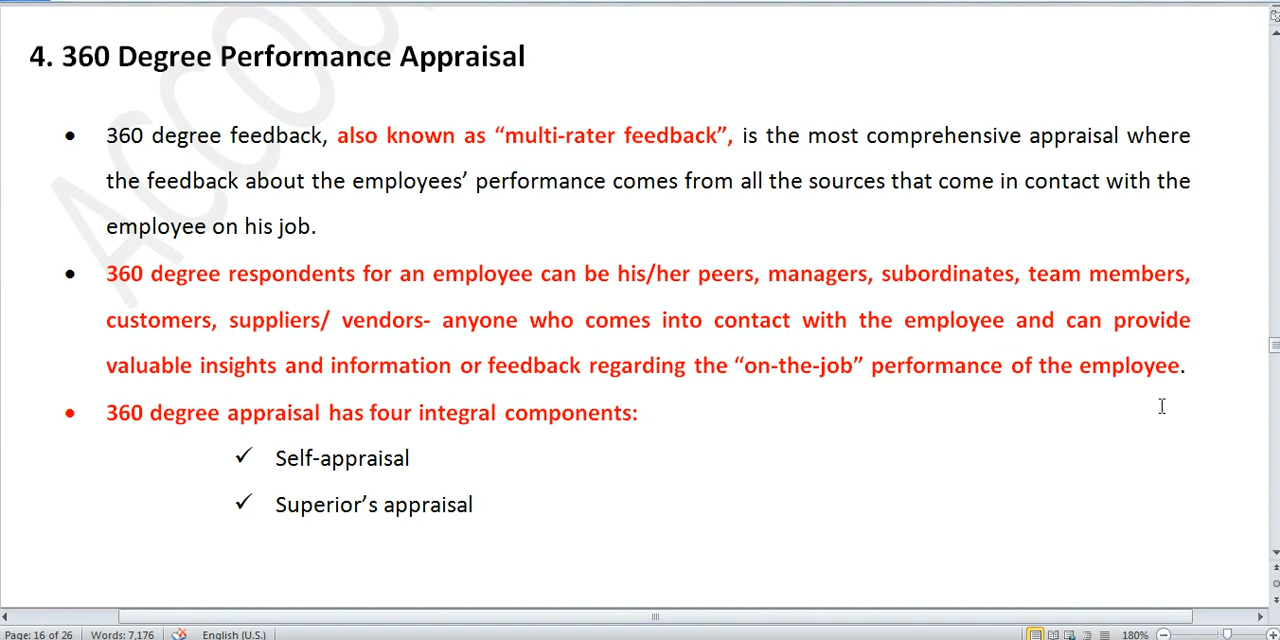 4. 360 Degree Performance Appraisal
• 360 degree feedback, also known as “multi-rater feedback”, is the most comprehensive appraisal where
the feedback about the employees’ performance comes from all the sources that come in contact with the
employee on his job.
• 360 degree respondents for an employee can be his/her peers, managers, subordinates, team members,
customers, suppliers/ vendors- anyone who comes into contact with the employee and can provide
valuable insights and information or feedback regarding the “on-the-job” performance of the employee.
• 360 degree appraisal has four integral components:
✓ Self-appraisal
✓ Superior’s appraisal
ACCOU
Page: 16 of 26 Words: 7,176 English (U.S.) 180%